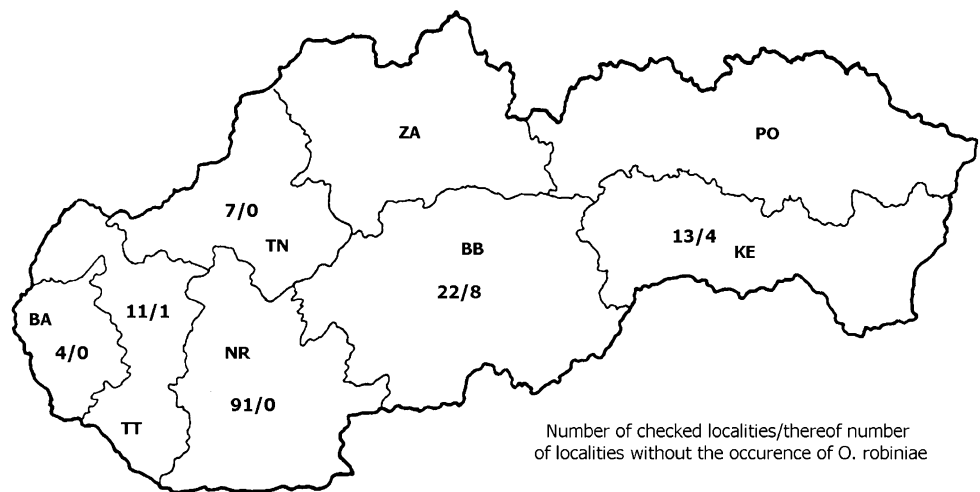 ZA
PO
7/0
TN
BB
13/4
KE
22/8
11/1
BA
4/0
NR
91/0
TT
Number of checked localities/thereof number
of localities without the occurence of O. robiniae